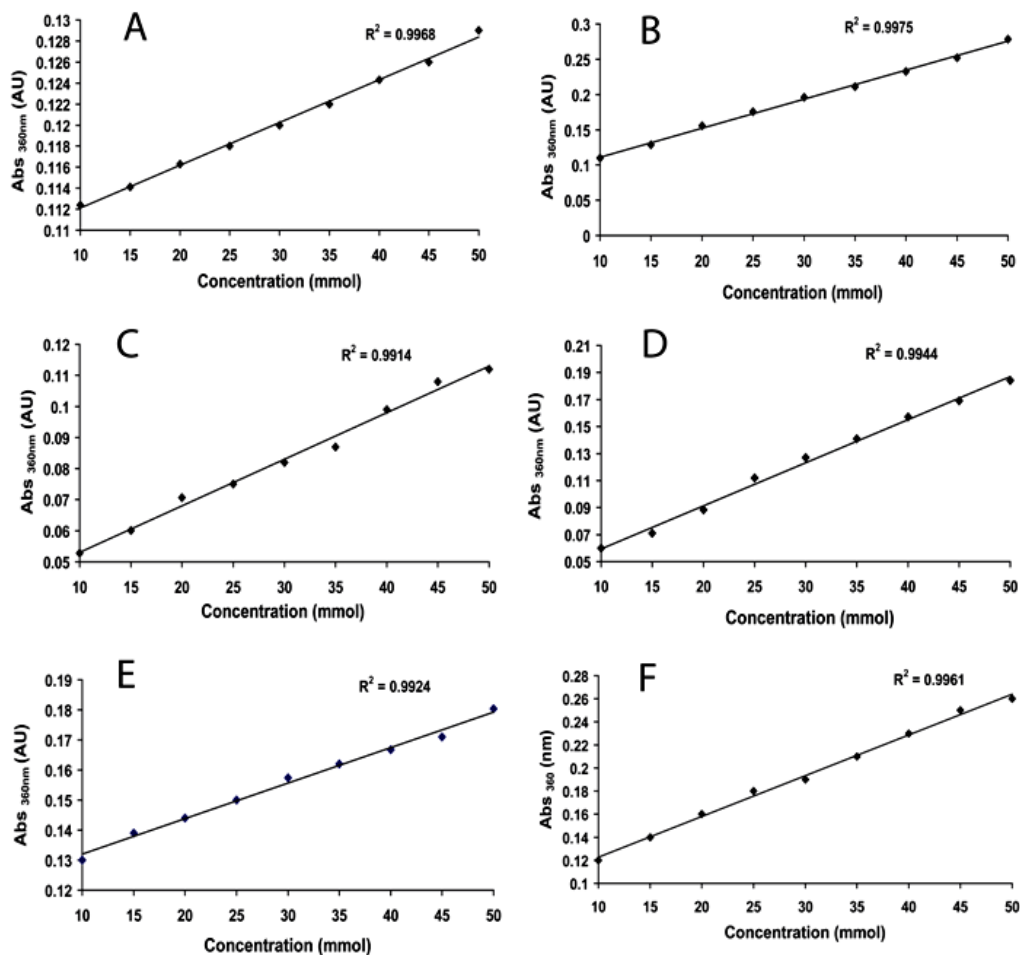 A
R² = 0.9968
Abs 360nm (AU)
0.13
0.128
0.126
0.124
0.122
0.12
0.118
0.116
0.114
0.112
0.11
10 15 20 25 30 35 40 45 50
Concentration (mmol)
B
R² = 0.9975
Abs 360nm (AU)
0.3
0.25
0.2
0.15
0.1
0.05
0
10 15 20 25 30 35 40 45 50
Concentration (mmol)
C
R² = 0.9914
Abs 360nm (AU)
0.12
0.11
0.1
0.09
0.08
0.07
0.06
0.05
10 15 20 25 30 35 40 45 50
Concentration (mmol)
D
R² = 0.9944
Abs 360nm (AU)
0.21
0.19
0.17
0.15
0.13
0.11
0.09
0.07
0.05
10 15 20 25 30 35 40 45 50
Concentration (mmol)
E
R² = 0.9924
Abs 360nm (AU)
0.19
0.18
0.17
0.16
0.15
0.14
0.13
0.12
10 15 20 25 30 35 40 45 50
Concentration (mmol)
F
R² = 0.9961
Abs 360 (nm)
0.28
0.26
0.24
0.22
0.2
0.18
0.16
0.14
0.12
0.1
10 15 20 25 30 35 40 45 50
Concentration (mmol)